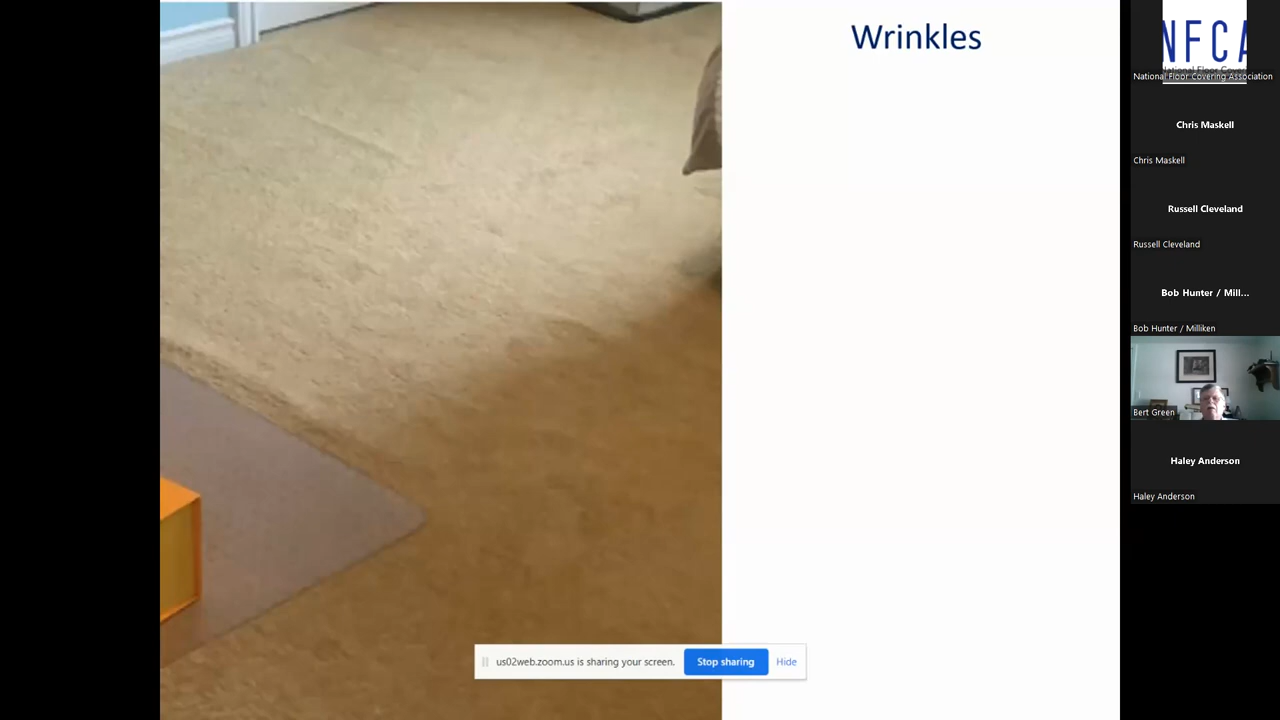 Wrinkles
NFCA
National Floor Covering Association
Chris Maskell
Chris Maskell
Russell Cleveland
Russell Cleveland
Bob Hunter / Mill...
Bob Hunter / Milliken
Bert Green
Haley Anderson
Haley Anderson
us02web.zoom.us is sharing your screen.
Stop sharing
Hide